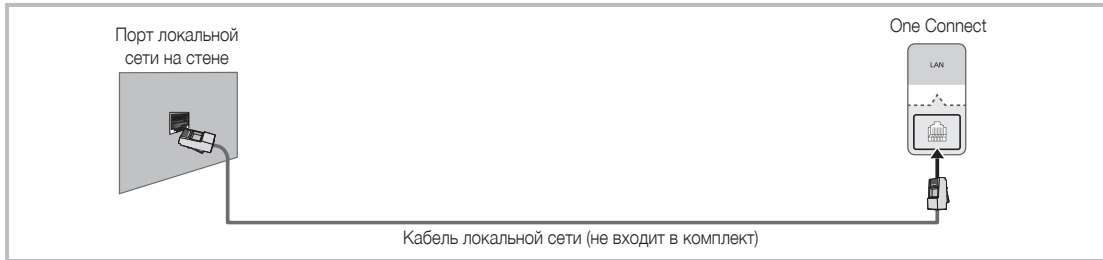 Порт локальной
сети на стене
One Connect
LAN
Кабель локальной сети (не входит в комплект)